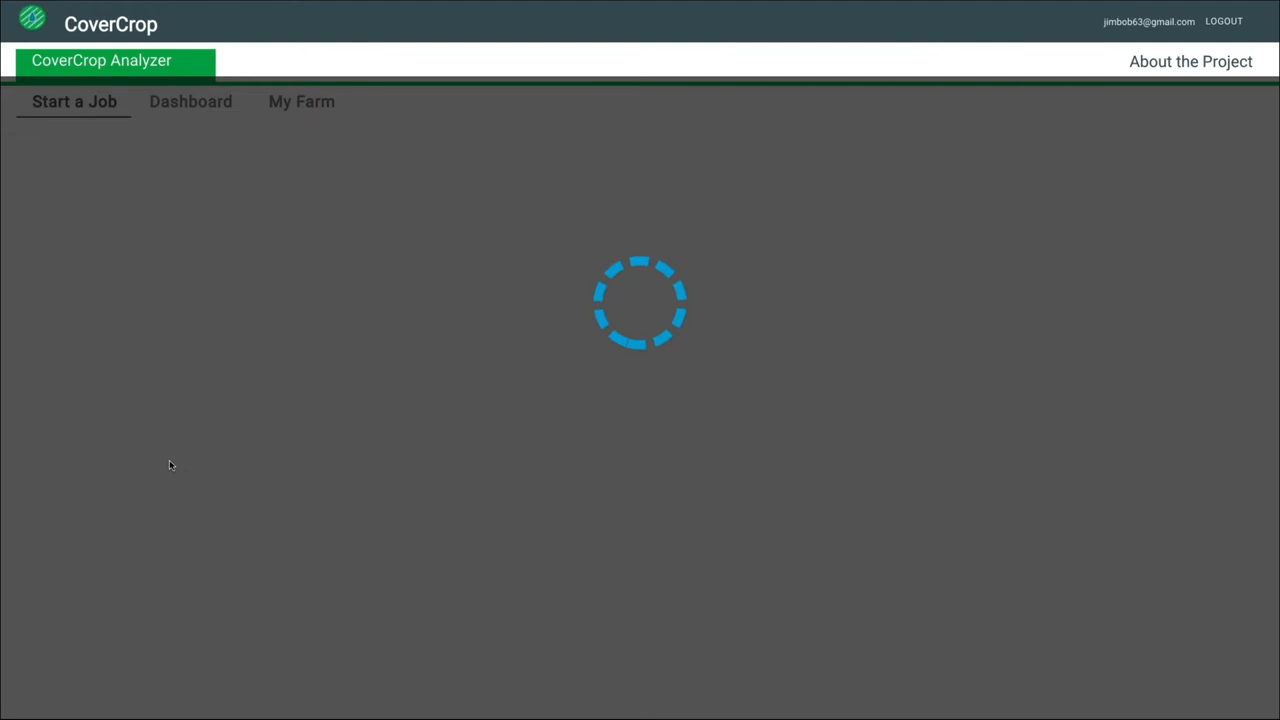 CoverCrop
jimbob63@gmail.com LOGOUT
CoverCrop Analyzer
About the Project
Start a Job Dashboard My Farm